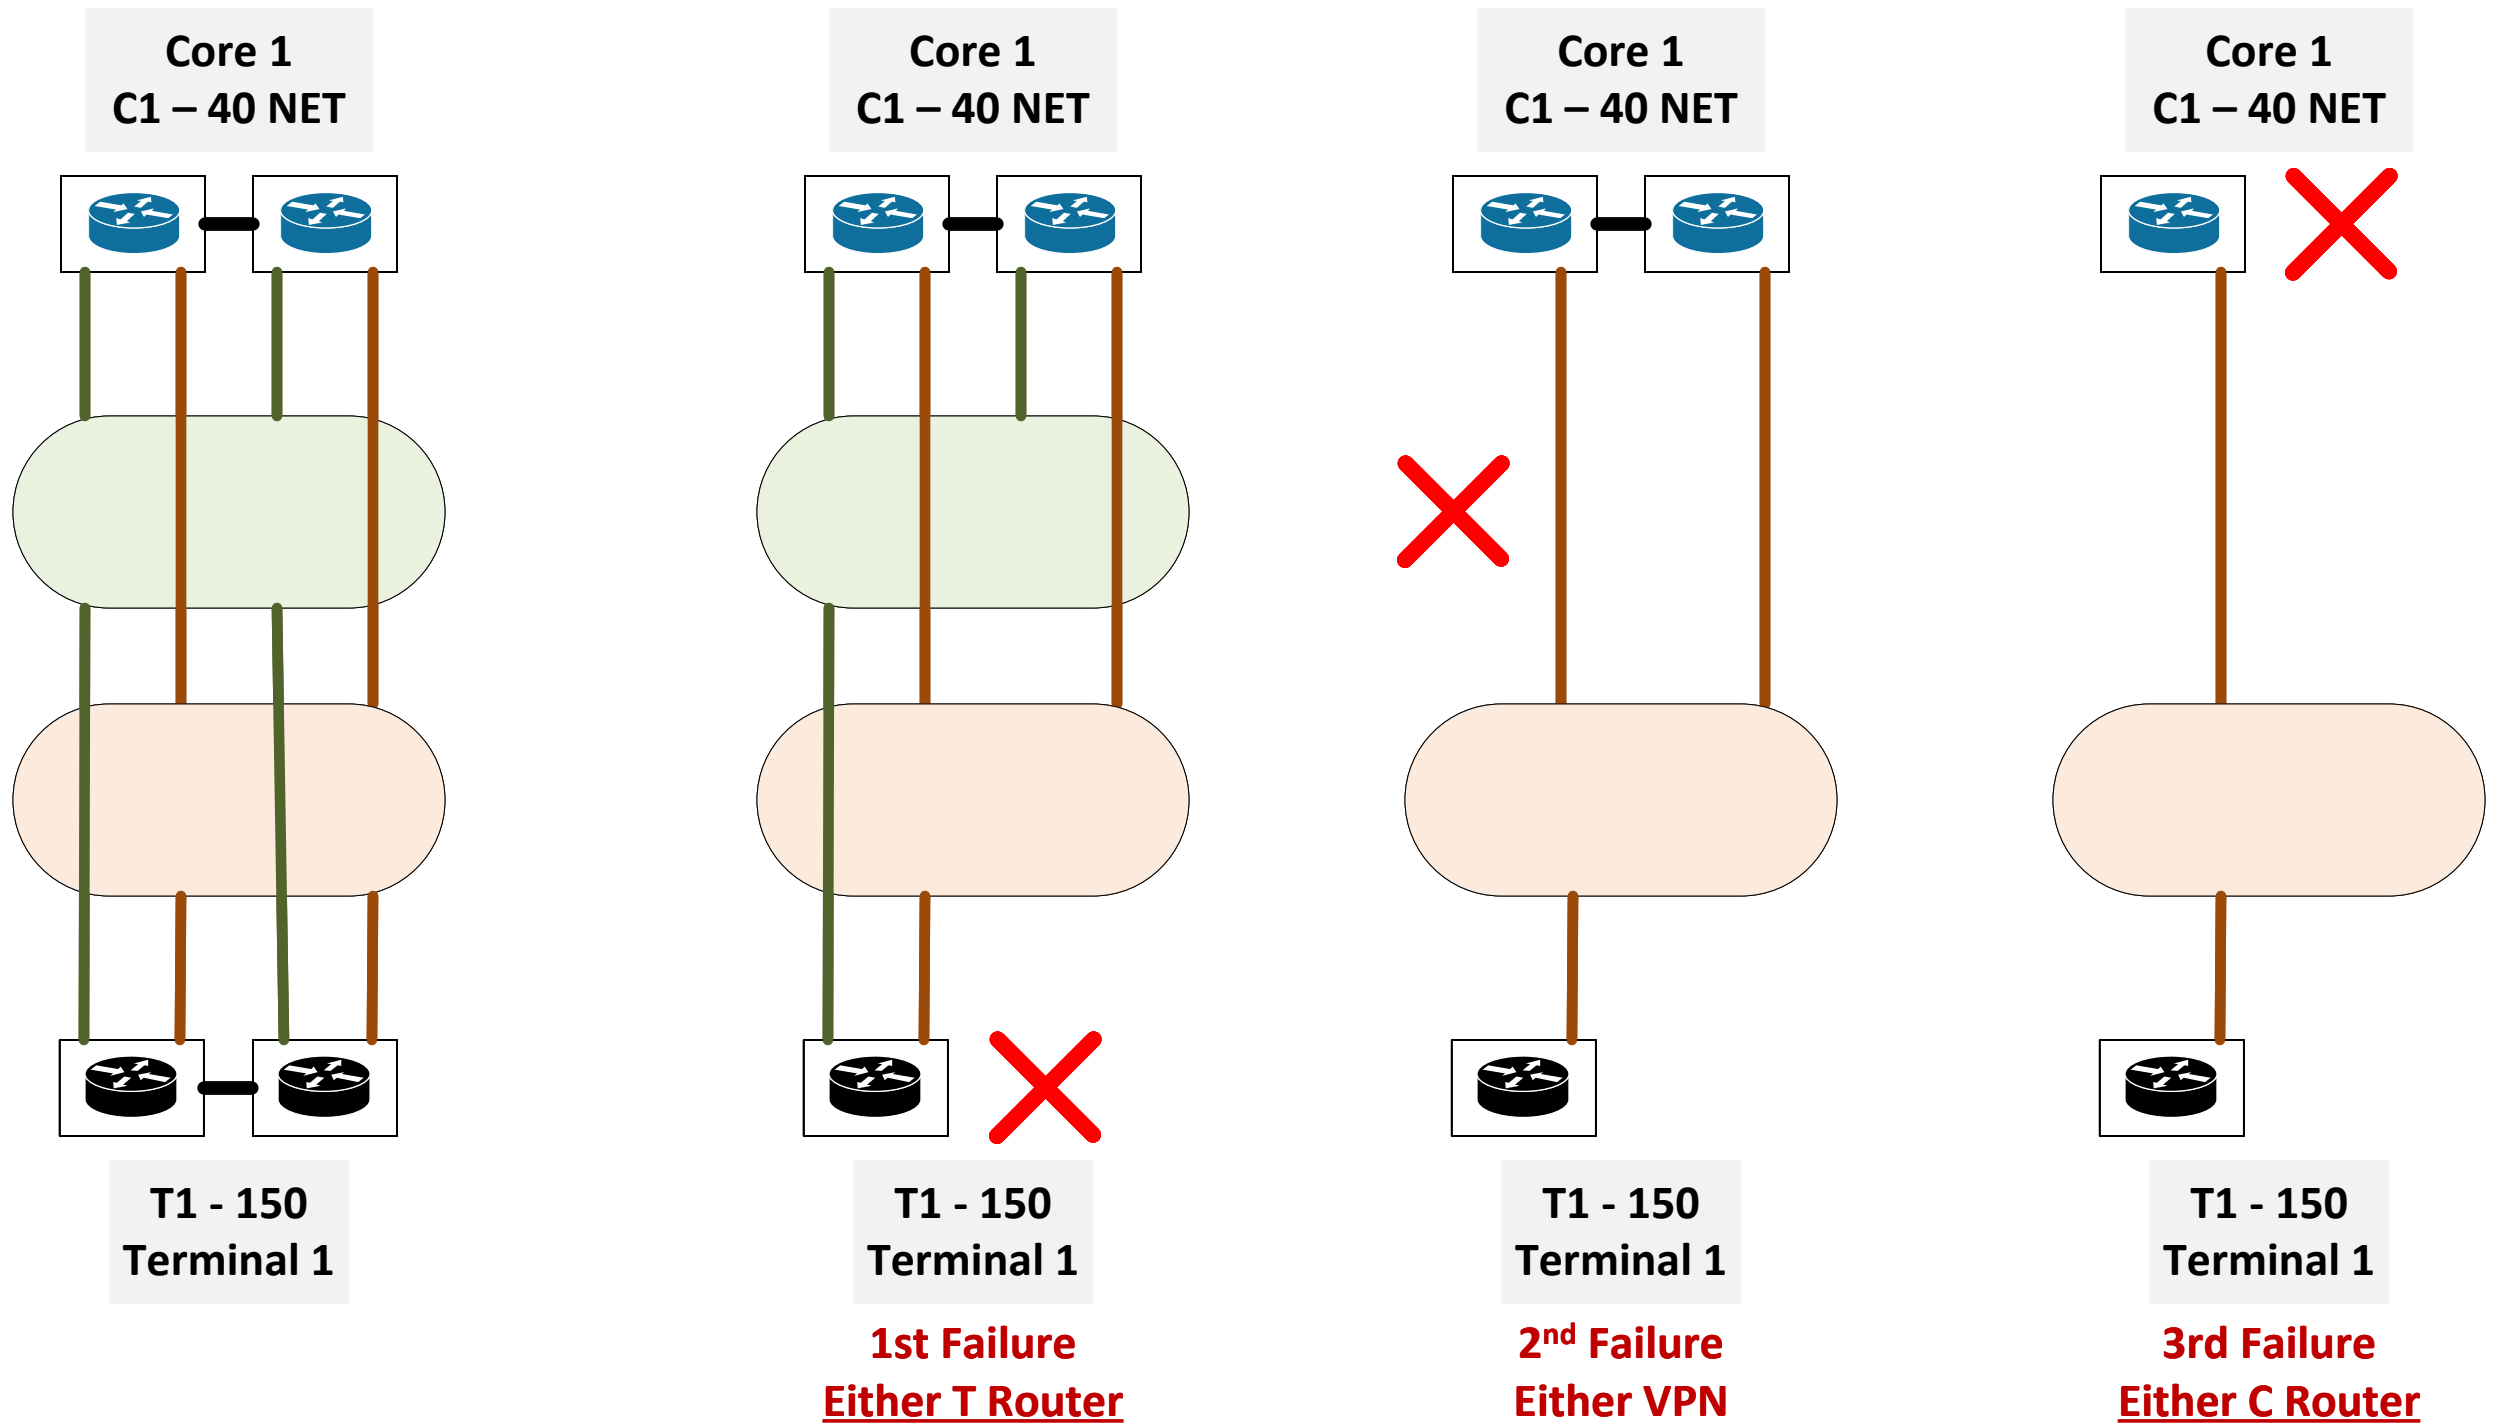 Core 1
C1 – 40 NET
Core 1
C1 – 40 NET
Core 1
C1 – 40 NET
Core 1
C1 – 40 NET
T1 - 150
Terminal 1
T1 - 150
Terminal 1
1st Failure
Either T Router
T1 - 150
Terminal 1
2nd Failure
Either VPN
T1 - 150
Terminal 1
3rd Failure
Either C Router